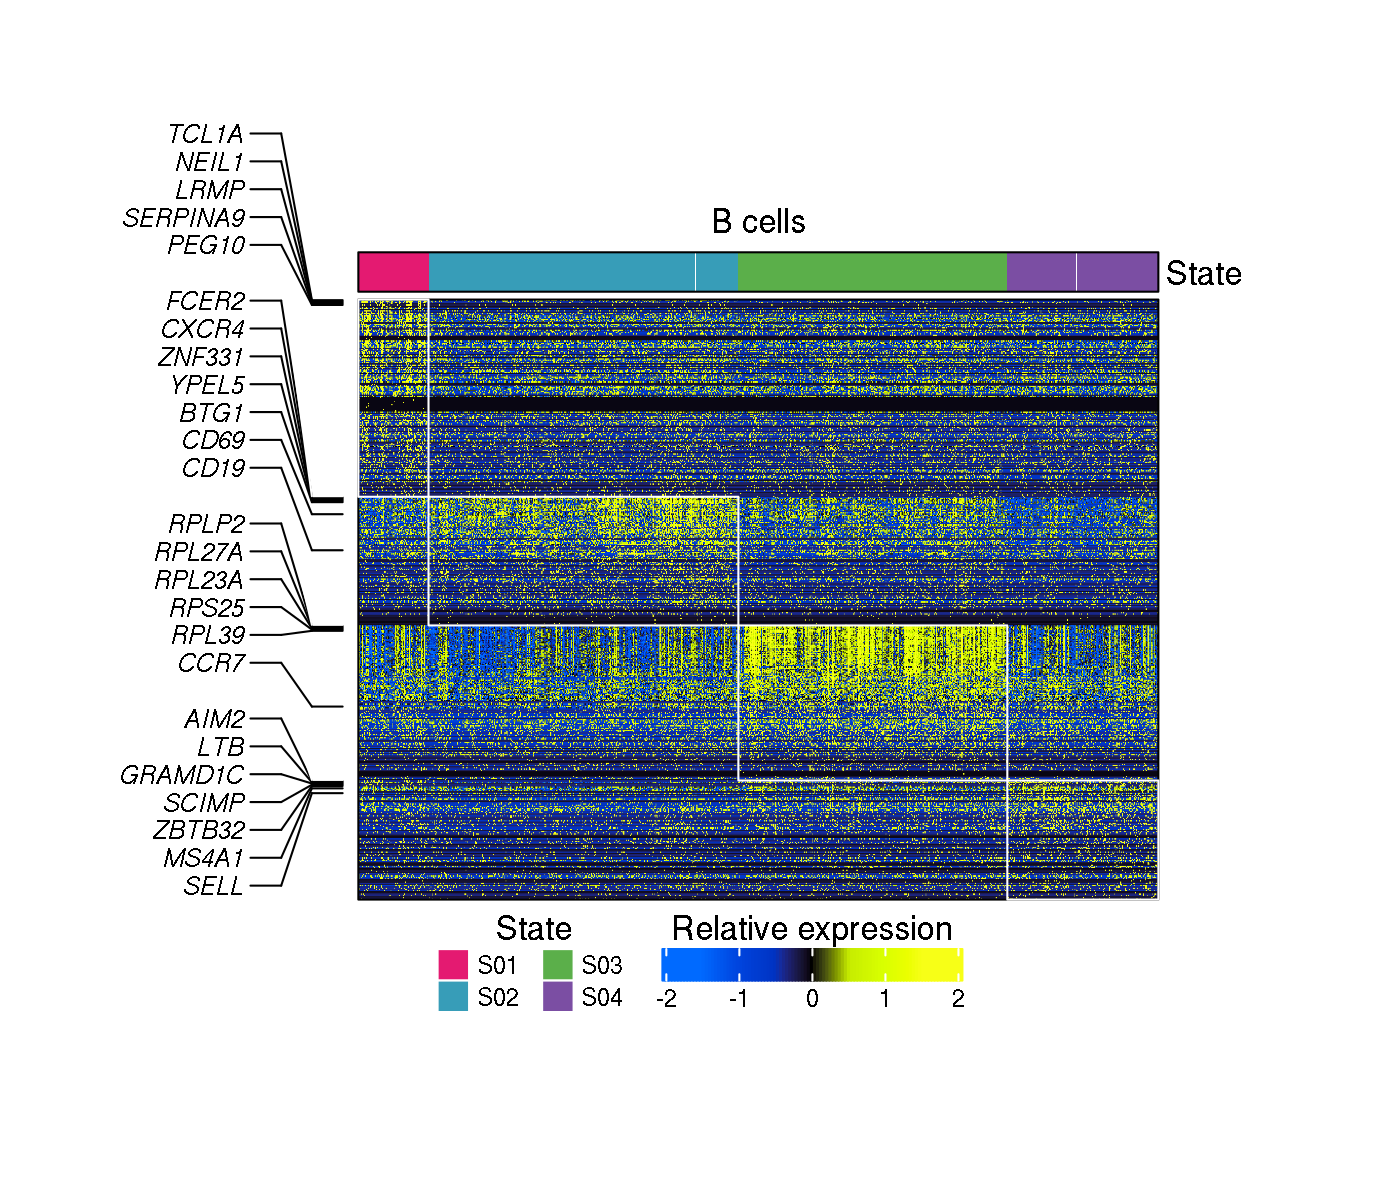 TCL1A
NEIL1
LRMP
SERPINA9
PEG10
FCER2
CXCR4
ZNF331
YPEL5
BTG1
CD69
CD19
RPLP2
RPL27A
RPL23A
RPS25
RPL39
CCR7
AIM2
LTB
GRAMD1C
SCIMP
ZBTB32
MS4A1
SELL
B cells
State
State
S01
S02
S03
S04
Relative expression
-2 -1 0 1 2